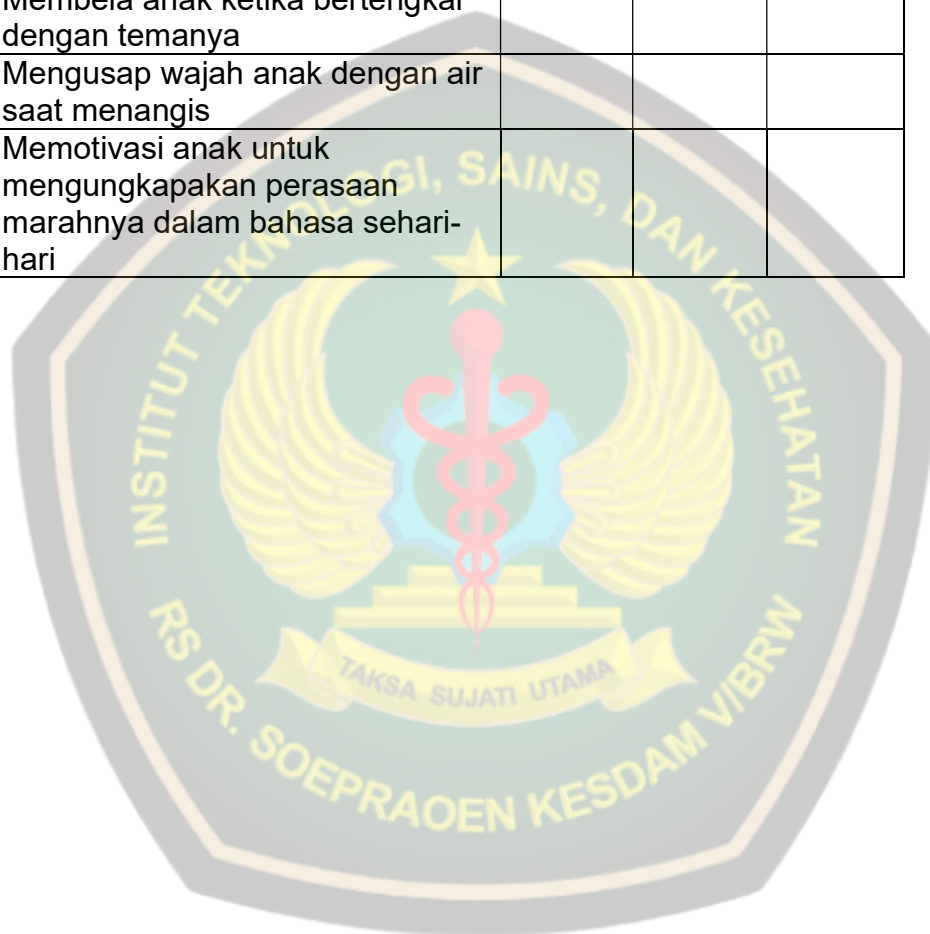 Membela anak ketika bertengkar
dengan temanya
Mengusap wajah anak dengan air
saat menangis
Memotivasi anak untuk
mengungkapakan perasaan
marahnya dalam bahasa sehari-
hari
INSTITUT TEKNOLOGI, SAINS, DAN KESEHATAN
TAKSA SUJATI UTAMA
RS DR. SOEPRAOEN KESDAM V/BRW